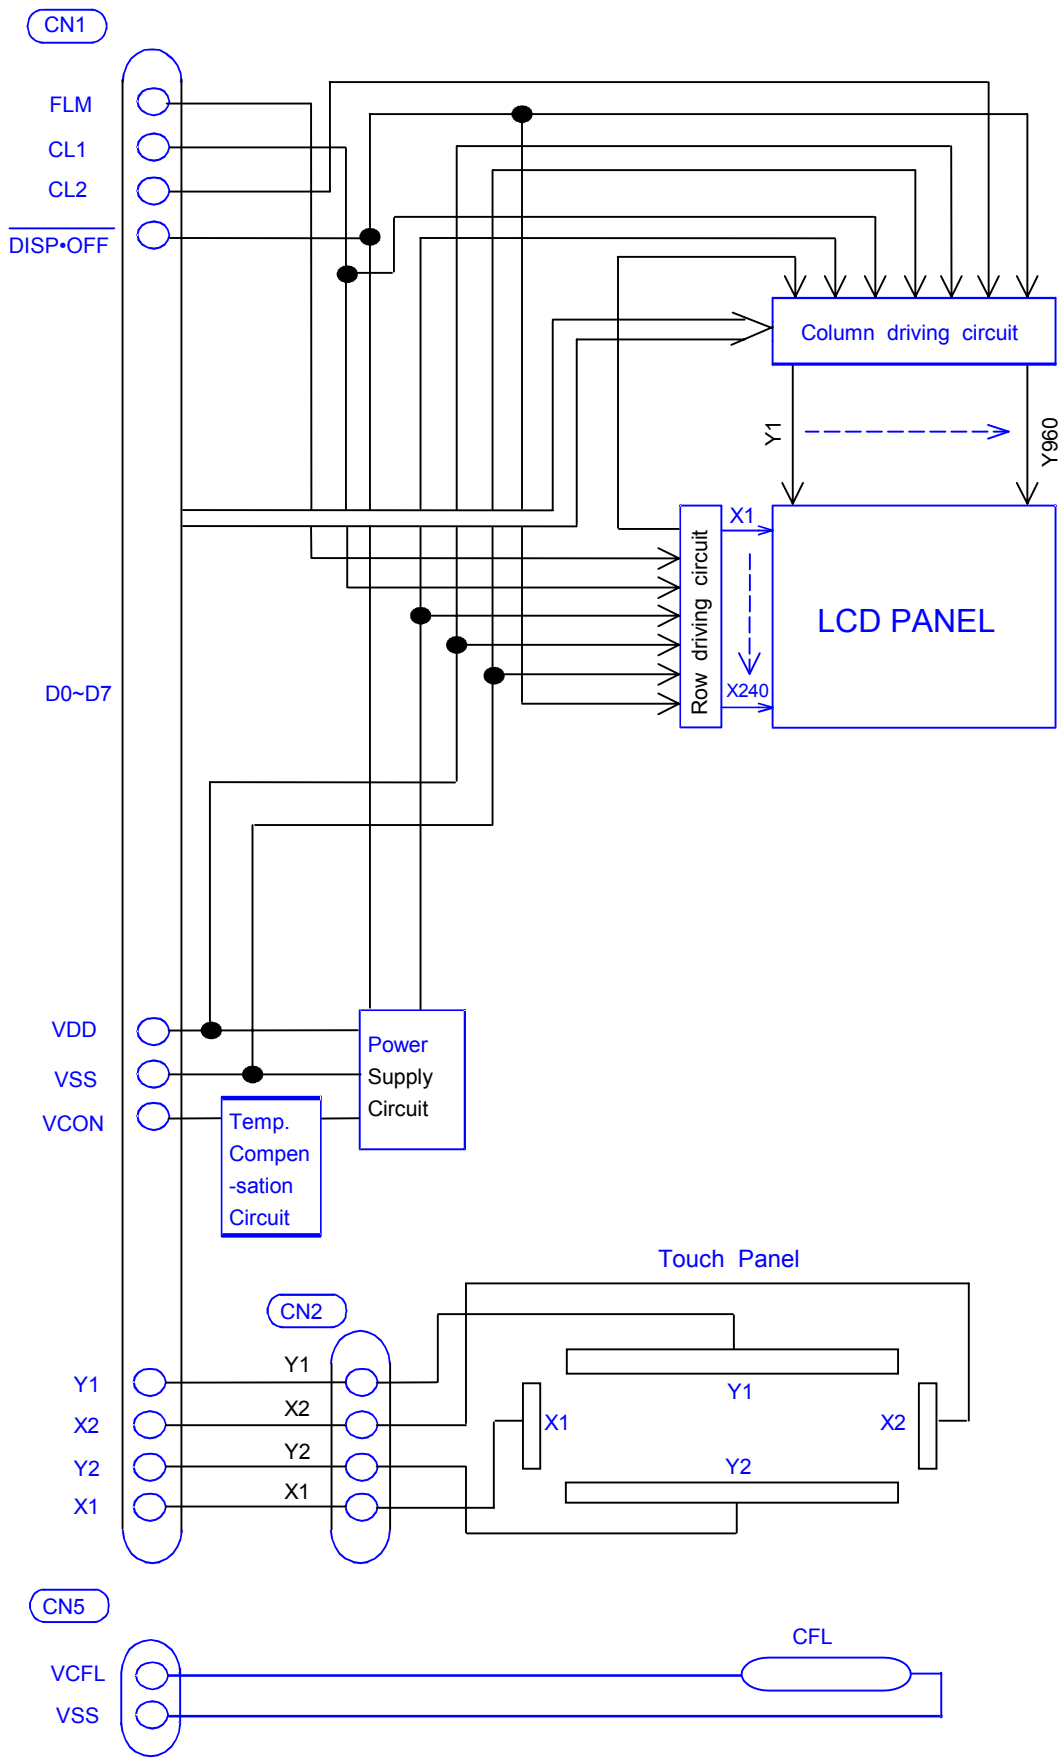 CN1
FLM
CL1
CL2
DISP•OFF
Column driving circuit
Y1
Y960
X1
Row driving circuit
LCD PANEL
X240
D0~D7
VDD
VSS
VCON
Power
Supply
Circuit
Temp.
Compen
-sation
Circuit
Touch Panel
CN2
Y1
Y1
Y1
X2
X2
X1
X2
Y2
Y2
Y2
X1
X1
CN5
CFL
VCFL
VSS